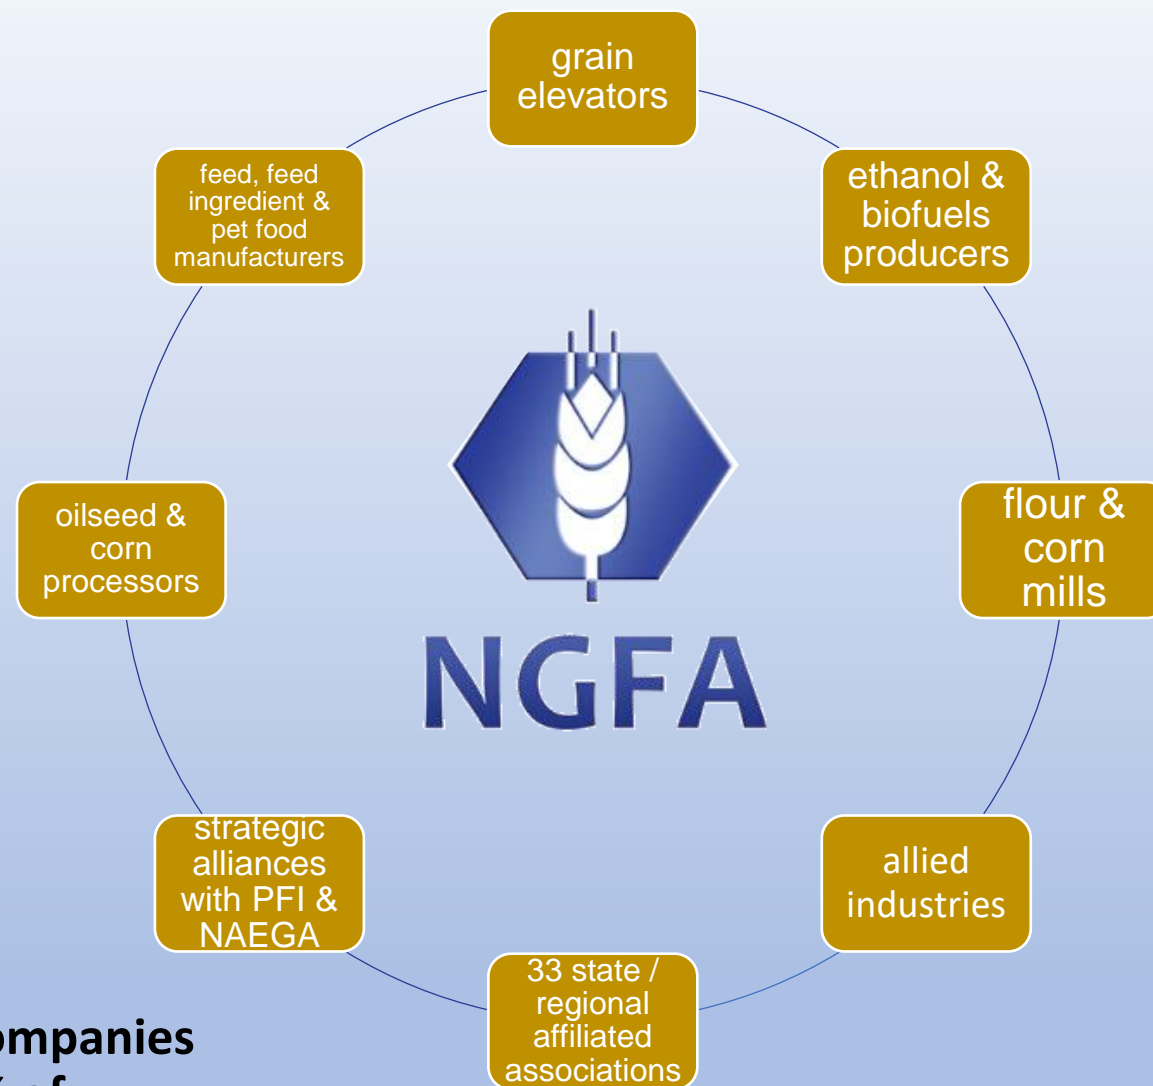 grain
elevators
ethanol &
biofuels
producers
flour &
corn
mills
allied
industries
33 state /
regional
affiliated
associations
strategic
alliances
with PFI &
NAEGA
oilseed &
corn
processors
feed, feed
ingredient &
pet food
manufacturers
NGFA